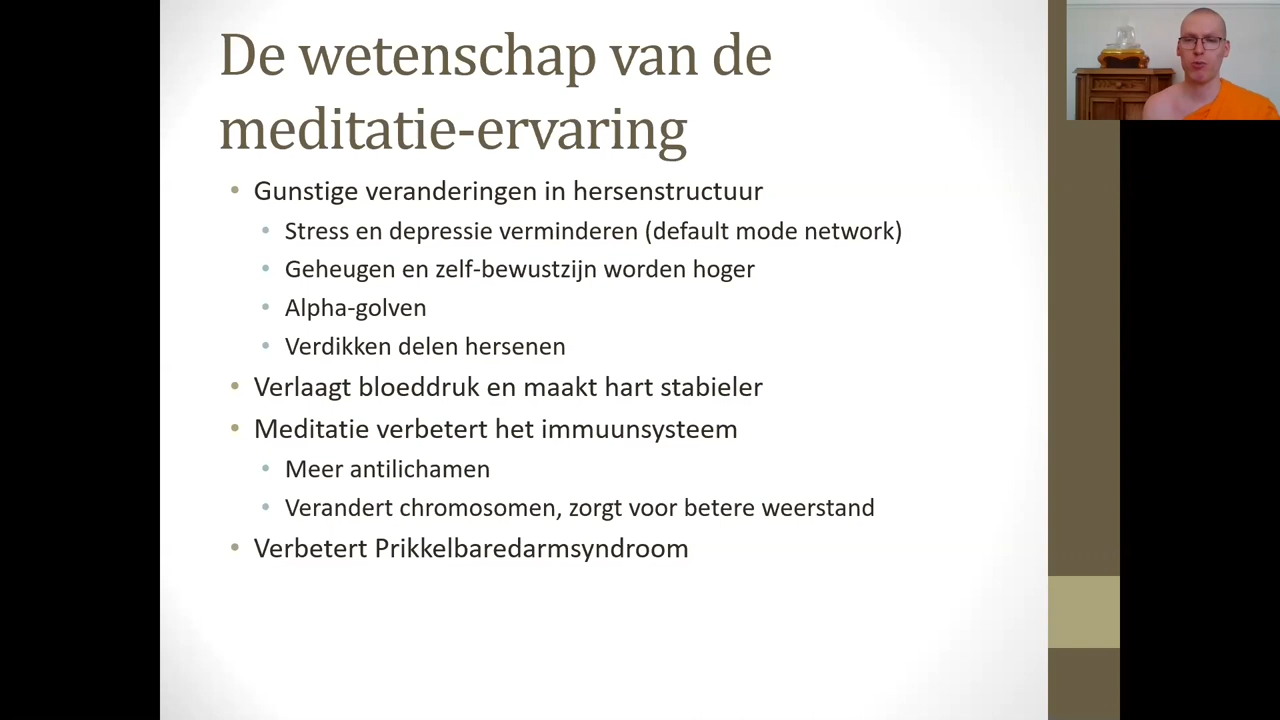 De wetenschap van de
meditatie-ervaring
• Gunstige veranderingen in hersenstructuur
• Stress en depressie verminderen (default mode network)
• Geheugen en zelf-bewustzijn worden hoger
• Alpha-golven
• Verdikken delen hersenen
• Verlaagt bloeddruk en maakt hart stabieler
• Meditatie verbetert het immuunsysteem
• Meer antilichamen
• Verandert chromosomen, zorgt voor betere weerstand
• Verbetert Prikkelbaredarmsyndroom